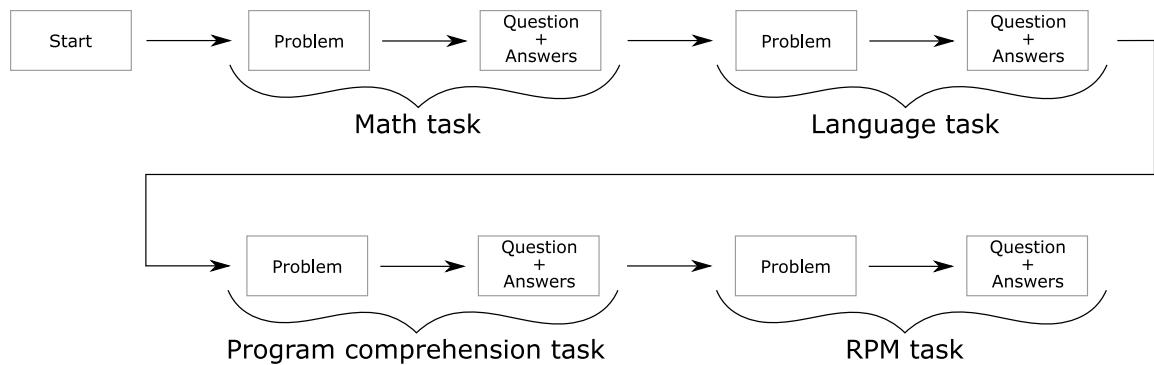 Start
Problem
Question
+
Answers
Problem
Question
+
Answers
Math task
Language task
Problem
Question
+
Answers
Problem
Question
+
Answers
Program comprehension task
RPM task